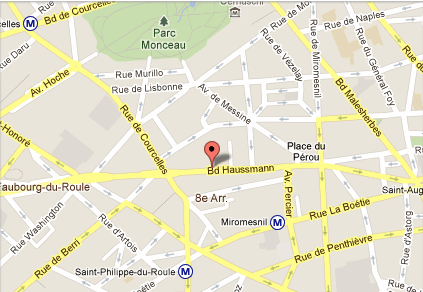 elles
Bd de Courcelles
Cernuschi
Parc
Monceau
Rue de Naples
Rue Daru
Rue Murillo
Rue de Lisbonne
Av. Hoche
Rue de Vézelay
Rue de Miromesnil
Rue du Général Foy
Bd Malesherbes
Av. de Messine
-Honoré
Rue de Courcelles
Place du
Pérou
Bd Haussmann
Faubourg-du-Roule
8e Arr.
Av. Percier
Saint-Aug
Rue La Boétie
Miromesnil
M
Rue Washington
Rue d'Artois
Rue de Berri
Rue de Penthièvre
Rue d'Astorg
Saint-Philippe-du-Roule
M